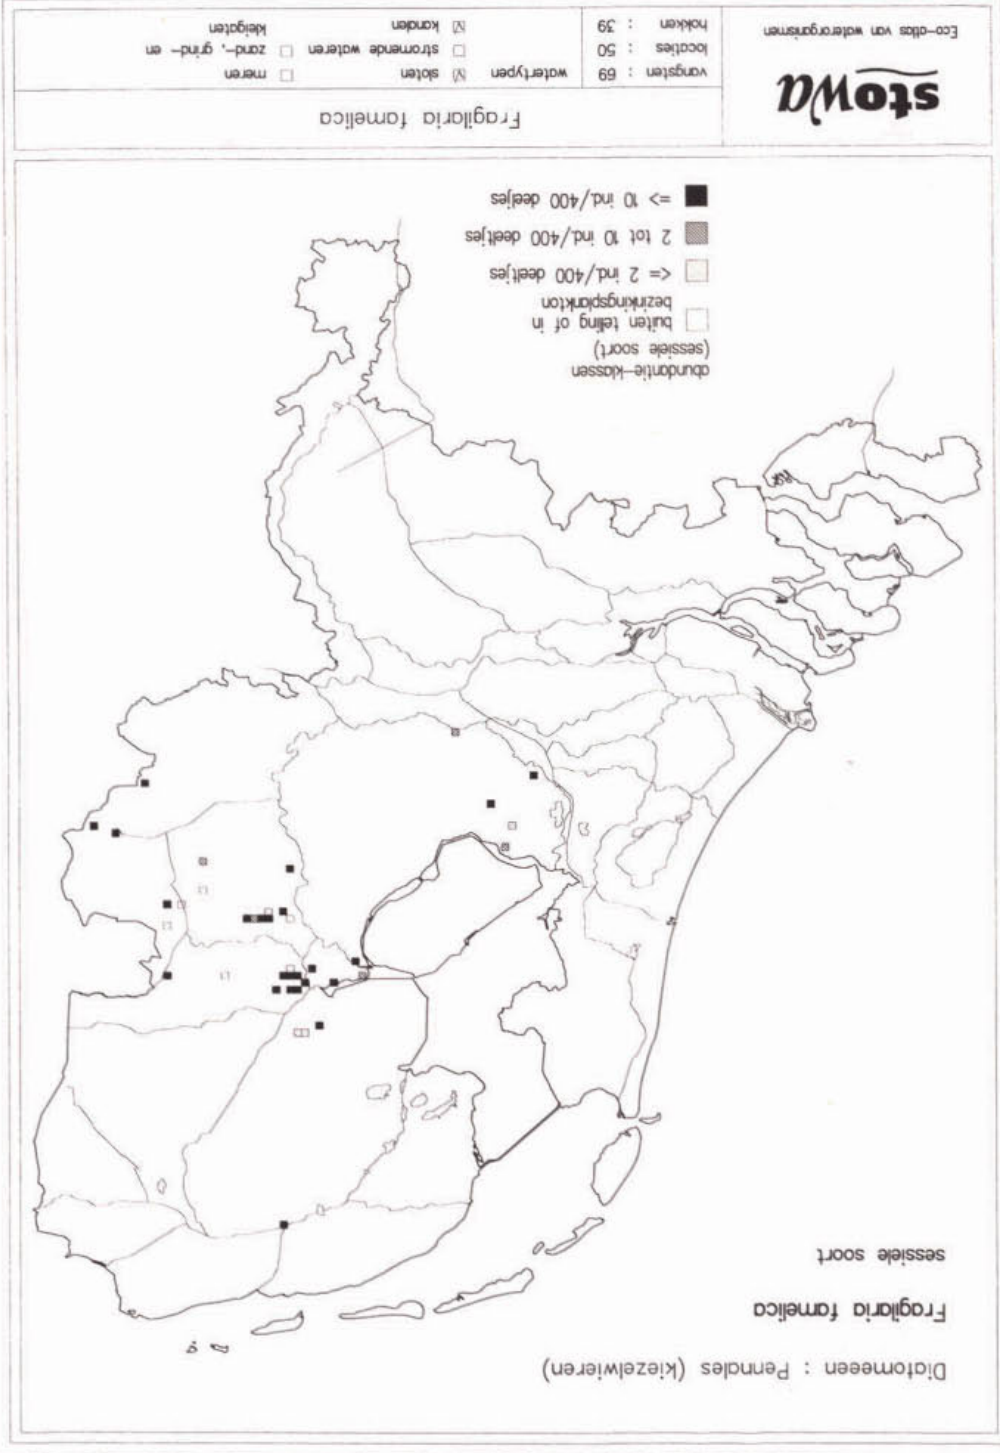 Diatomeeen : Pennales (kiezelwieren)
Fragilaria famelica
sessiele soort
abundantie-klassen
(sessiele soort)
buiten telling of in
bezinkingsplankton
<= 2 ind./400 deeltjes
2 tot 10 ind./400 deeltjes
=> 10 ind./400 deeltjes
stowa
Eco-atlas van waterorganismen
Fragilaria famelica
vangsten : 69
locaties : 50
hokken : 39
watertypen
sloten
stromende wateren
kanalen
meren
zand-, grind- en
kleigaten